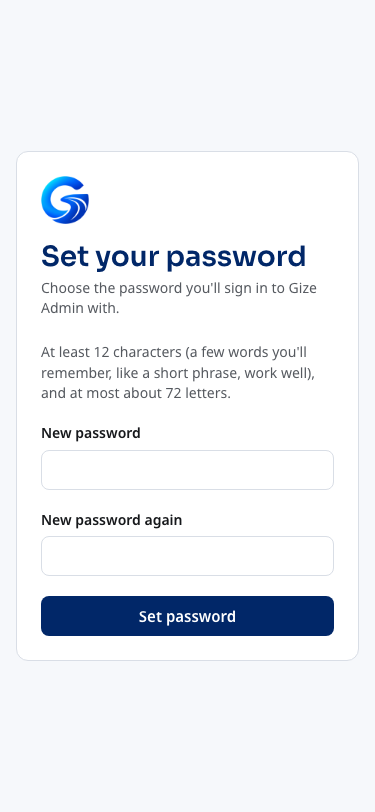 Set your password
Choose the password you'll sign in to Gize
Admin with.
At least 12 characters (a few words you'll
remember, like a short phrase, work well),
and at most about 72 letters.
New password
New password again
Set password